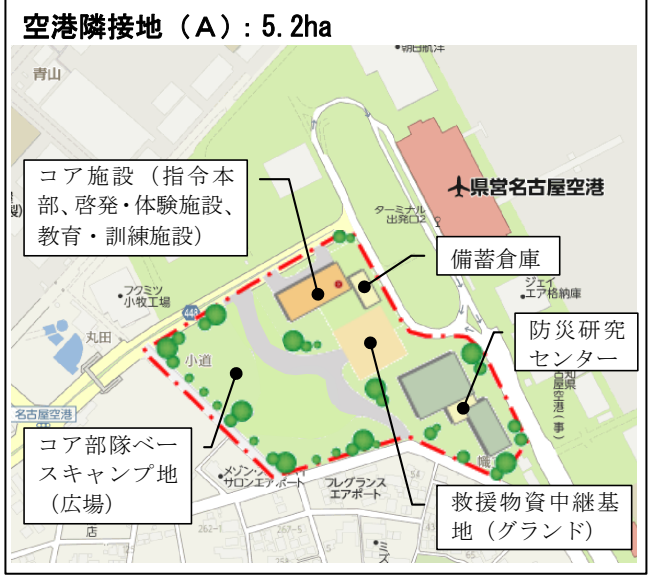 空港隣接地（Ａ）：5.2ha
朝日航洋
青山
コア施設（指令本
部、啓発・体験施設、
教育・訓練施設）
県営名古屋空港
ターミナル
出発口2
備蓄倉庫
ジェイ
エア格納庫
フクミツ
小牧工場
448
丸田
小道
防災研究
センター
名古屋空港
コア部隊ベー
スキャンプ地
（広場）
サロンエアポート
フレグランス
エアポート
救援物資中継基
地（グランド）
店
262-1
267-5